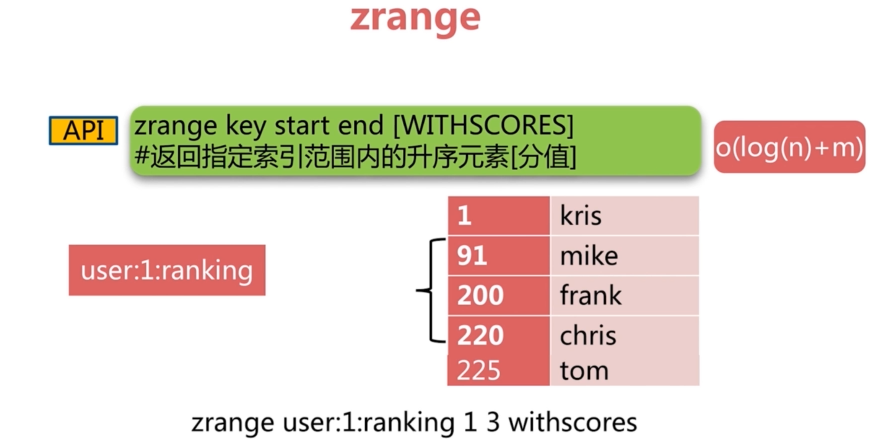 zrange
API
zrange key start end [WITHSCORES]
#返回指定索引范围内的升序元素[分值]
o(log(n)+m)
user:1:ranking
1 kris
91 mike
200 frank
220 chris
225 tom
zrange user:1:ranking 1 3 withscores